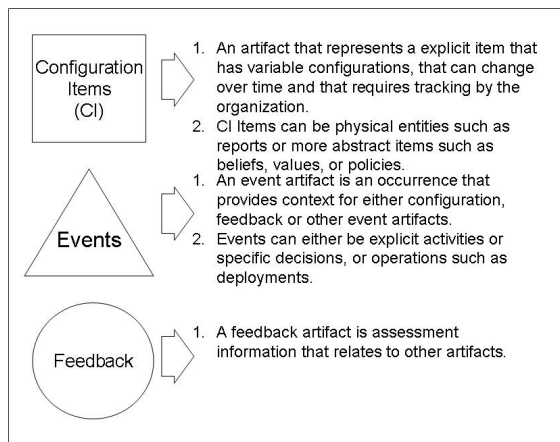 Configuration
Items
(CI)
1. An artifact that represents a explicit item that
has variable configurations, that can change
over time and that requires tracking by the
organization.
2. CI Items can be physical entities such as
reports or more abstract items such as
beliefs, values, or policies.
Events
1. An event artifact is an occurrence that
provides context for either configuration,
feedback or other event artifacts.
2. Events can either be explicit activities or
specific decisions, or operations such as
deployments.
Feedback
1. A feedback artifact is assessment
information that relates to other artifacts.